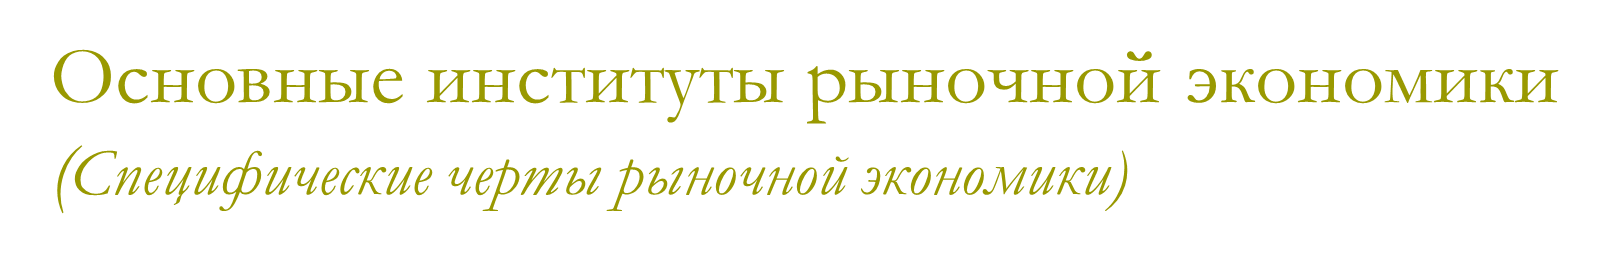 Основные институты рыночной экономики
(Специфические черты рыночной экономики)